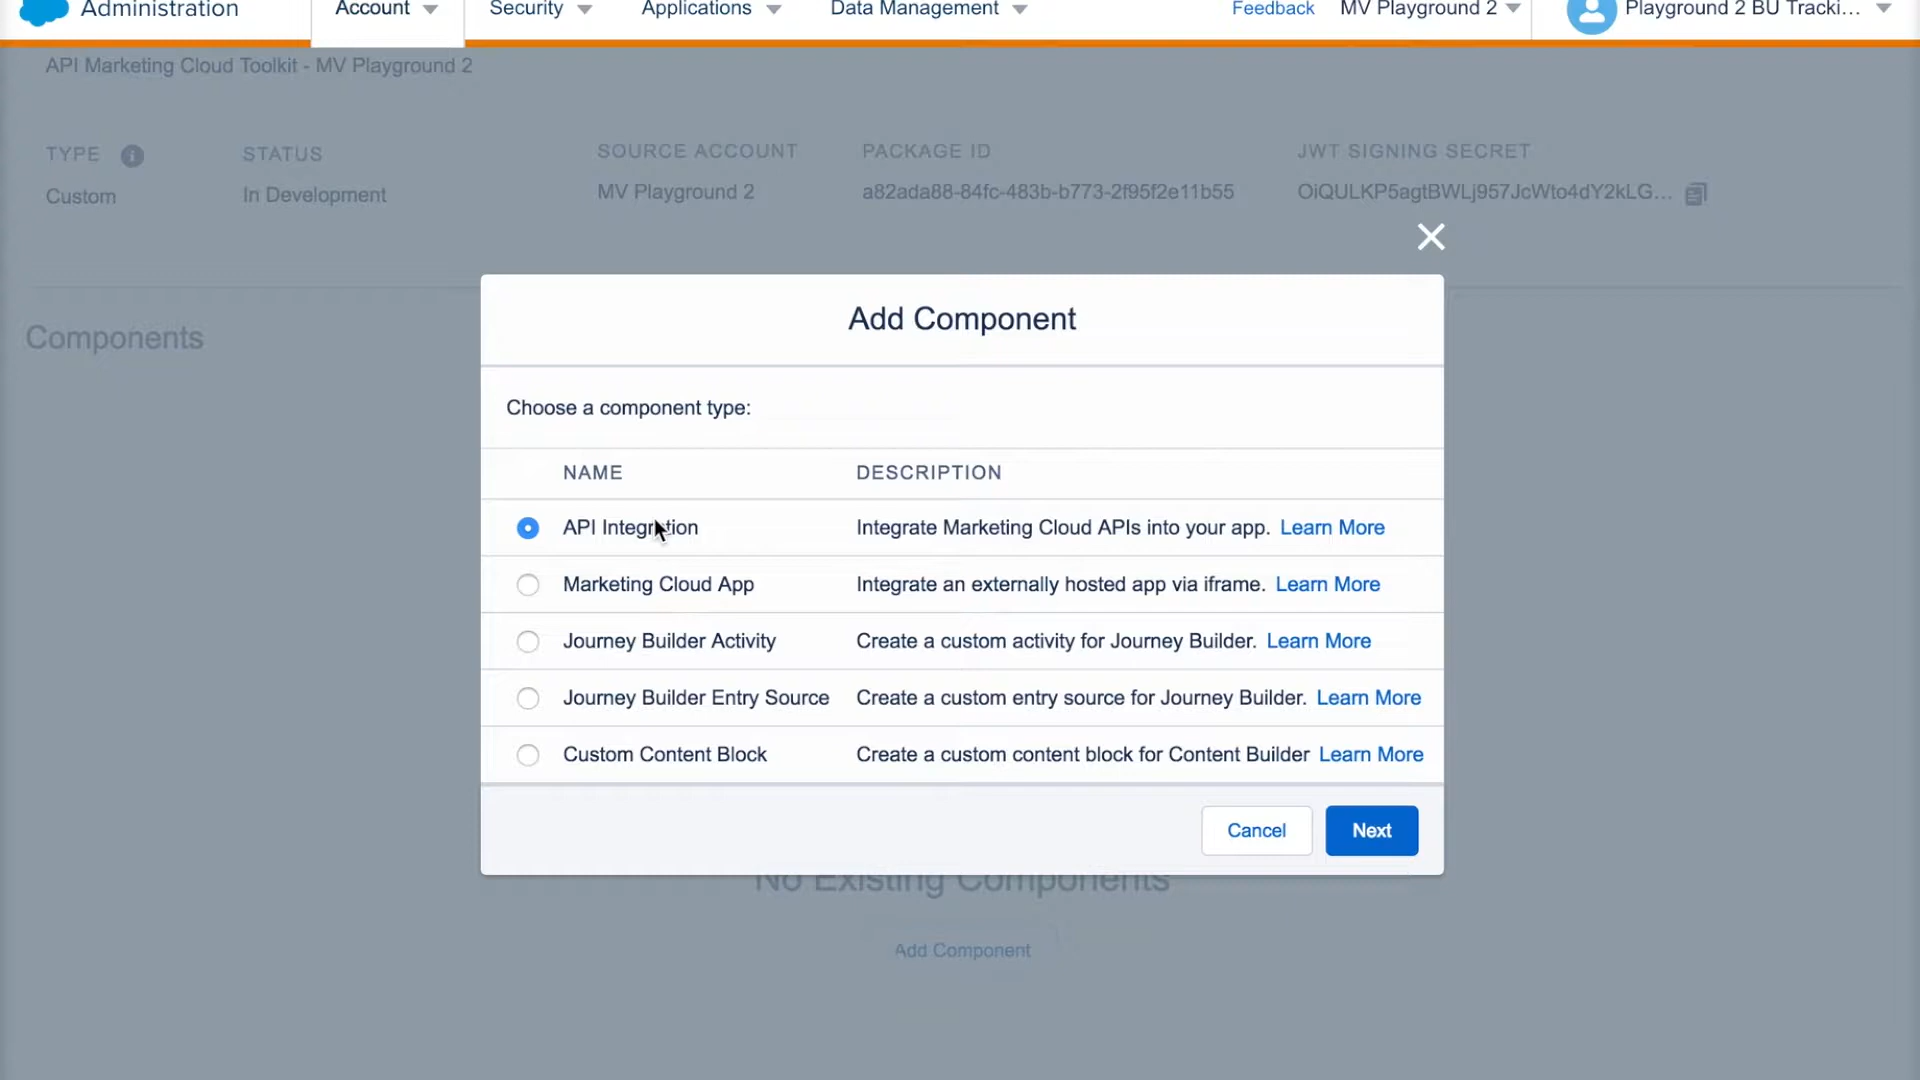 Administration Account Security Applications Data Management Feedback MV Playground 2 Playground 2 BU Tracki...
API Marketing Cloud Toolkit - MV Playground 2
TYPE STATUS SOURCE ACCOUNT PACKAGE ID JWT SIGNING SECRET
Custom In Development MV Playground 2 a82ada88-84fc-483b-b773-2f95f2e11b55 OiQULKP5agtBWLj957JcWto4dY2kLG...
Components
Add Component
Choose a component type:
NAME DESCRIPTION
API Integration Integrate Marketing Cloud APIs into your app. Learn More
Marketing Cloud App Integrate an externally hosted app via iframe. Learn More
Journey Builder Activity Create a custom activity for Journey Builder. Learn More
Journey Builder Entry Source Create a custom entry source for Journey Builder. Learn More
Custom Content Block Create a custom content block for Content Builder Learn More
Cancel Next
No Existing Components
Add Component